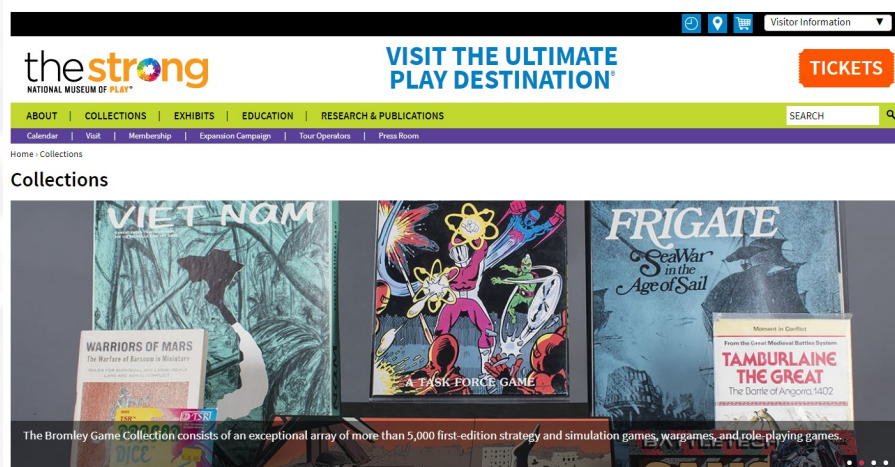 Visitor Information
the strong
NATIONAL MUSEUM OF PLAY®
VISIT THE ULTIMATE
PLAY DESTINATION®
TICKETS
ABOUT | COLLECTIONS | EXHIBITS | EDUCATION | RESEARCH & PUBLICATIONS
SEARCH
Calendar | Visit | Membership | Expansion Campaign | Tour Operators | Press Room
Home › Collections
Collections
VIET NAM
FRIGATE
SeaWar
in the
Age of Sail
WARRIORS OF MARS
The Warfare of Barsoom in Miniature
A TASK FORCE GAME
Moment in Conflict
From the Great Medieval Battles System
TAMBURLAINE
THE GREAT
The Battle of Angora, 1402
TSR
DICE
The Bromley Game Collection consists of an exceptional array of more than 5,000 first-edition strategy and simulation games, wargames, and role-playing games.
BATTLETECH